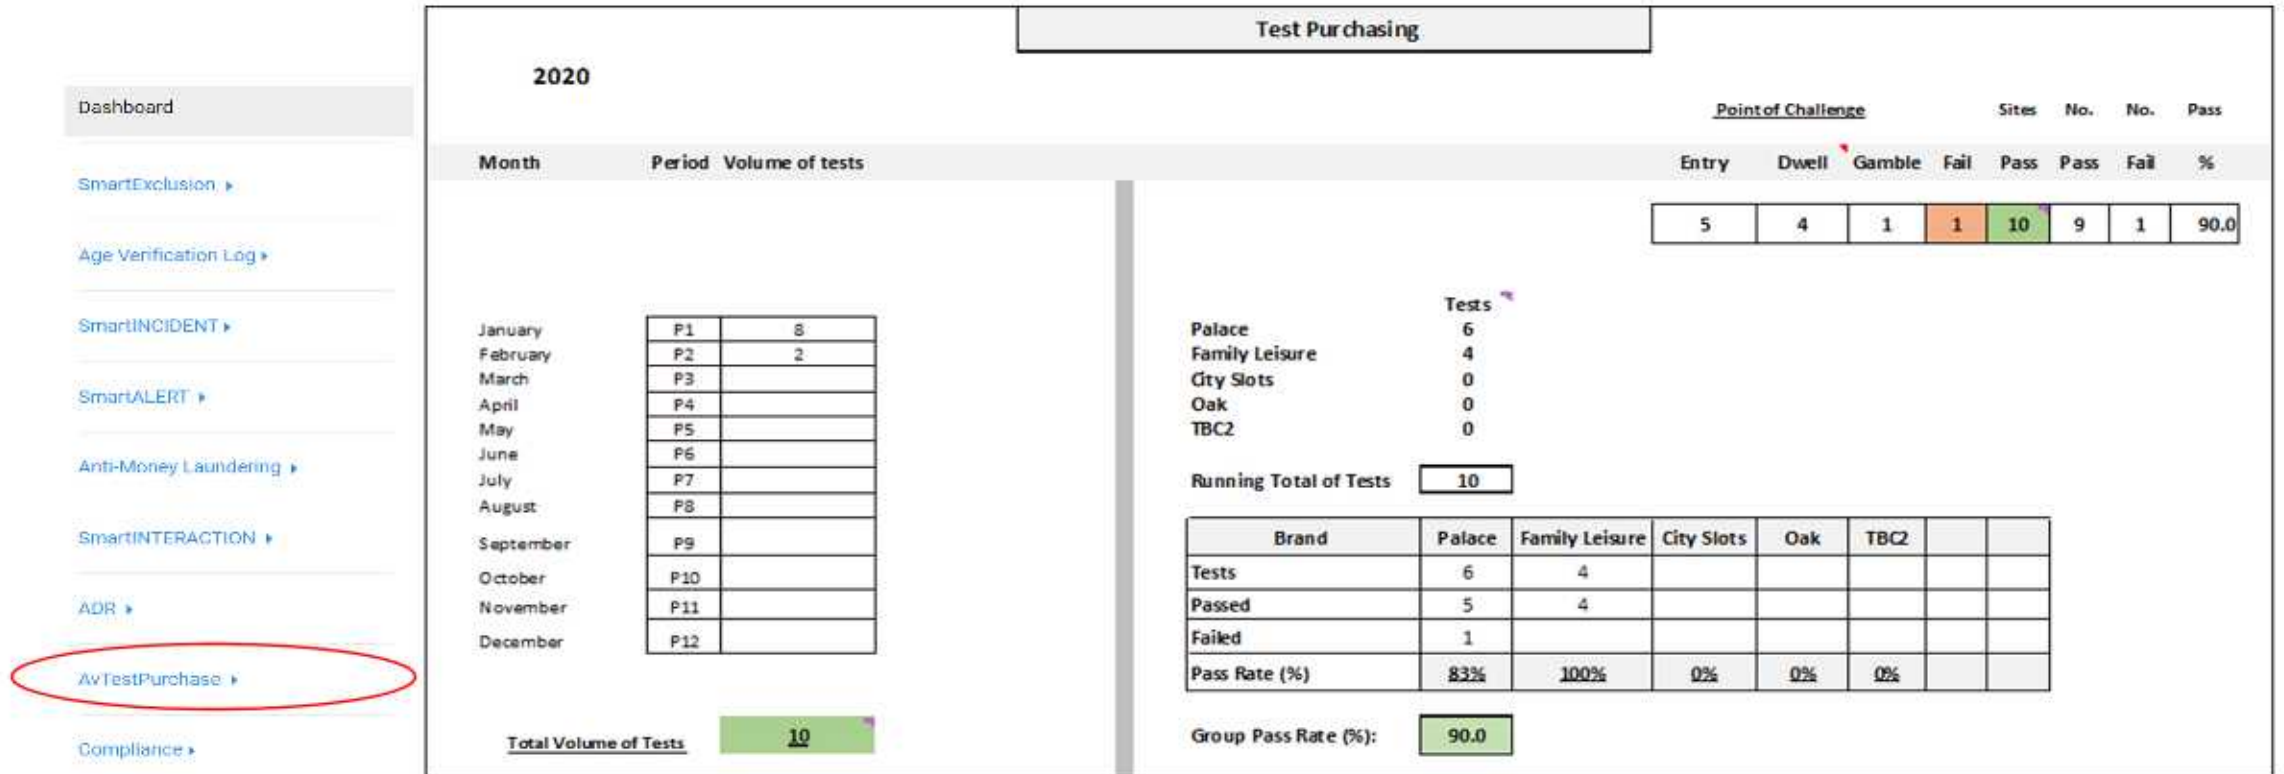 Test Purchasing
2020
Dashboard
SmartExclusion
Age Verification Log
SmartINCIDENT
SmartALERT
Anti-Money Laundering
SmartINTERACTION
ADR
AvTestPurchase
Compliance
Point of Challenge Sites No. No. Pass
Month Period Volume of tests Entry Dwell Gamble Fail Pass Pass Fail %
5 4 1 1 10 9 1 90.0
January P1 8
February P2 2
March P3
April P4
May P5
June P6
July P7
August P8
September P9
October P10
November P11
December P12
Total Volume of Tests 10
Tests
Palace 6
Family Leisure 4
City Slots 0
Oak 0
TBC2 0
Running Total of Tests 10
Brand Palace Family Leisure City Slots Oak TBC2
Tests 6 4
Passed 5 4
Failed 1
Pass Rate (%) 83% 100% 0% 0% 0%
Group Pass Rate (%): 90.0